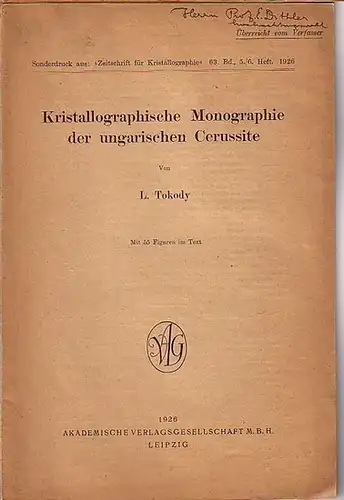 Herrn Prof. E. Dittler
Überreicht vom Verfasser
Sonderdruck aus: »Zeitschrift für Kristallographie« 63. Bd., 5./6. Heft. 1926
Kristallographische Monographie
der ungarischen Cerussite
Von
L. Tokody
Mit 55 Figuren im Text
AVG
1926
AKADEMISCHE VERLAGSGESELLSCHAFT M. B. H.
LEIPZIG